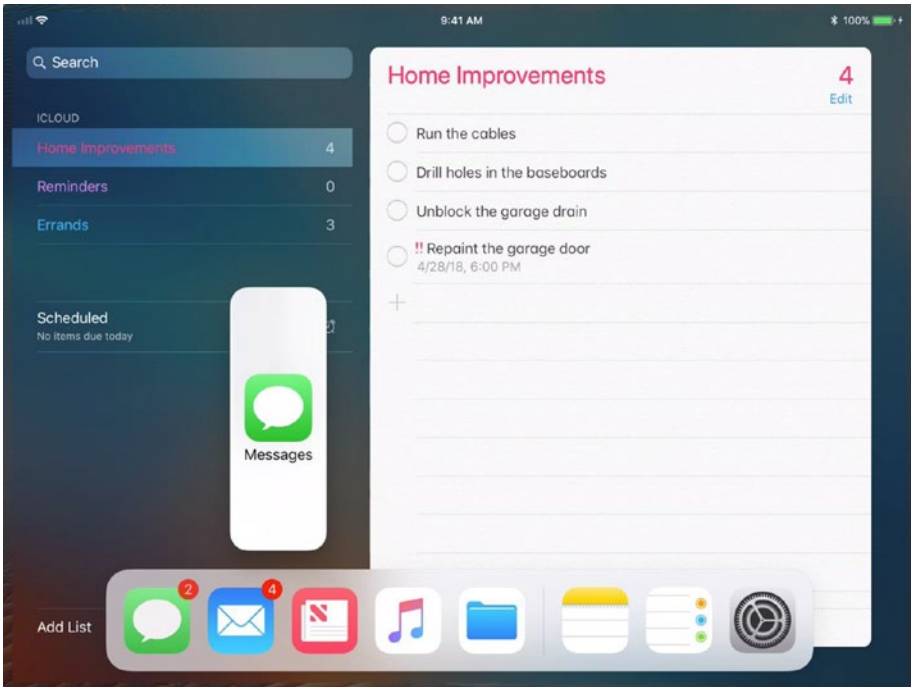 9:41 AM
100%
Search
ICLOUD
Home Improvements 4
Reminders 0
Errands 3
Scheduled
No items due today
Messages
Add List
Home Improvements 4
Edit
Run the cables
Drill holes in the baseboards
Unblock the garage drain
!! Repaint the garage door
4/28/18, 6:00 PM
2
4